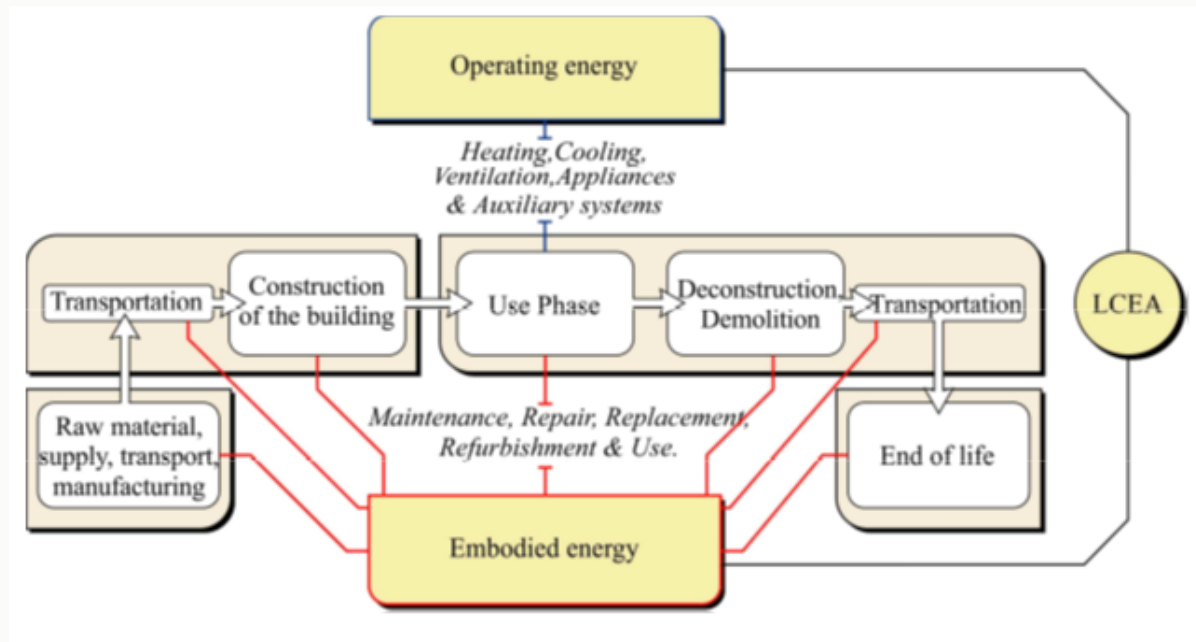 Operating energy
Heating,Cooling,
Ventilation,Appliances
& Auxiliary systems
Transportation
Construction
of the building
Use Phase
Deconstruction,
Demolition
Transportation
LCEA
Raw material,
supply, transport,
manufacturing
Maintenance, Repair, Replacement,
Refurbishment & Use.
End of life
Embodied energy